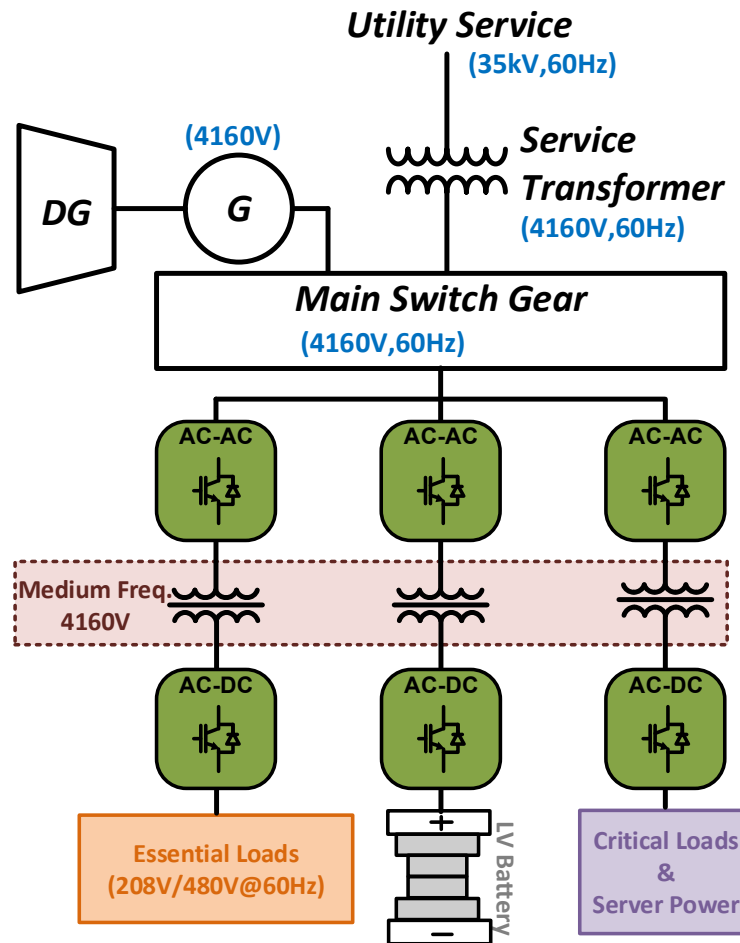 Utility Service
(35kV,60Hz)
(4160V)
Service
Transformer
(4160V,60Hz)
DG
G
Main Switch Gear
(4160V,60Hz)
AC-AC
AC-AC
AC-AC
Medium Freq.
4160V
AC-DC
AC-DC
AC-DC
Essential Loads
(208V/480V@60Hz)
+
LV Battery
−
Critical Loads
&
Server Power